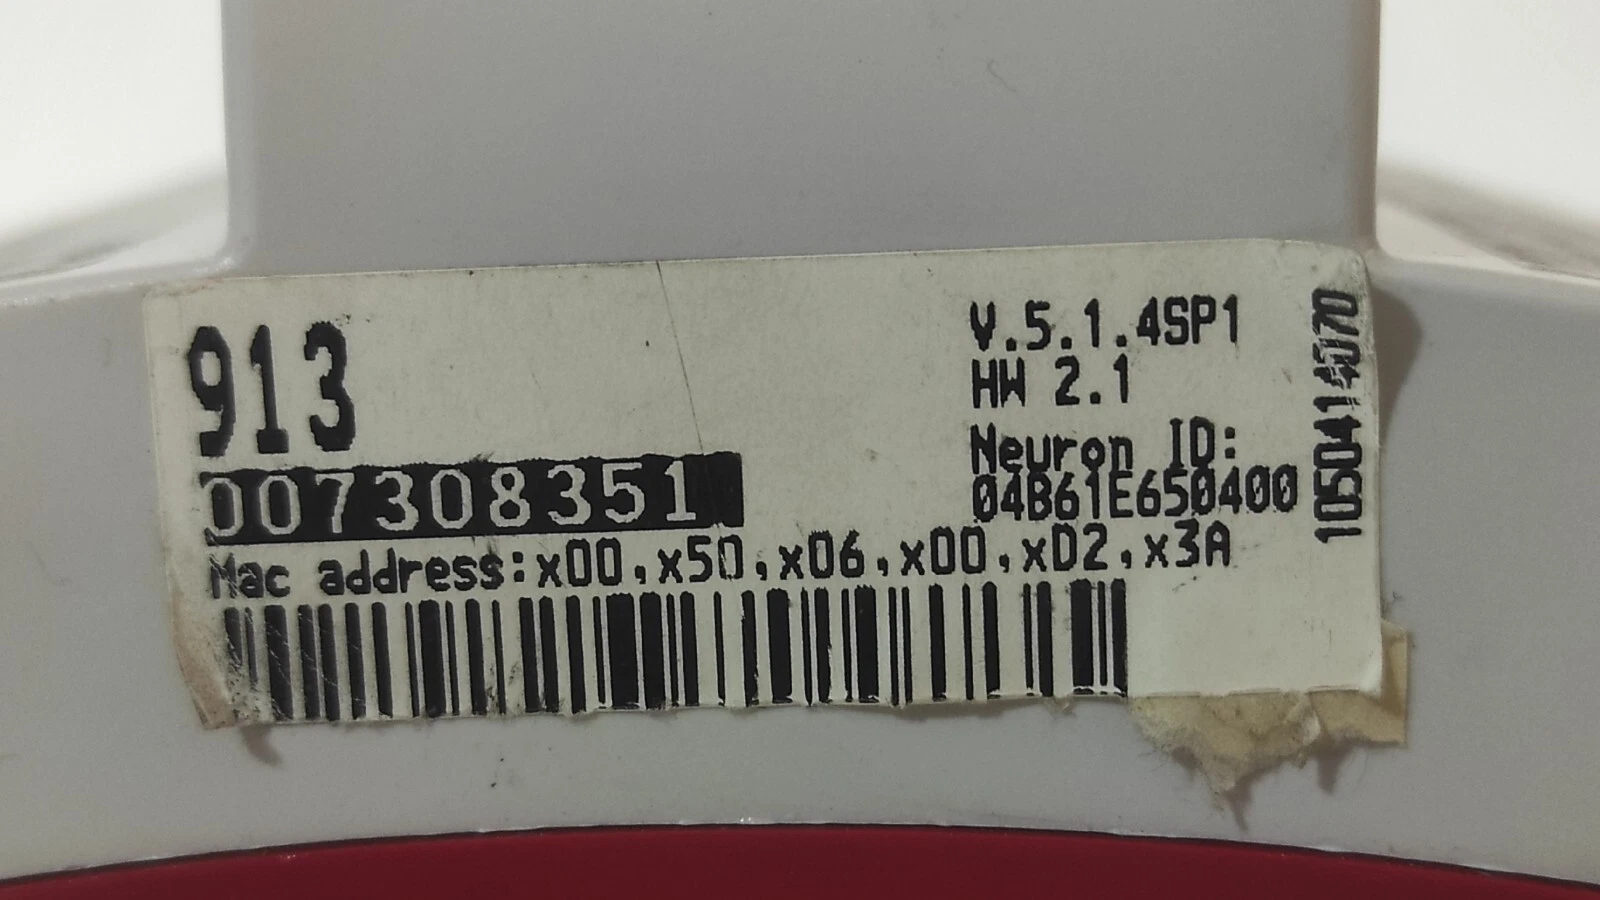 913
007308351
Mac address:x00,x50,x06,x00,xD2,x3A
V.5.1.4SP1
HW 2.1
Neuron ID:
04B61E650400